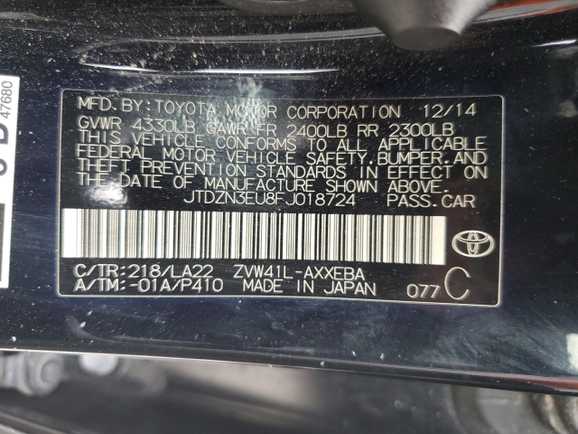 MFD.BY:TOYOTA MOTOR CORPORATION 12/14
GVWR 4330LB GAWR FR 2400LB RR 2300LB
THIS VEHICLE CONFORMS TO ALL APPLICABLE
FEDERAL MOTOR VEHICLE SAFETY,BUMPER,AND
THEFT PREVENTION STANDARDS IN EFFECT ON
THE DATE OF MANUFACTURE SHOWN ABOVE.
JTDZN3EU8FJ018724 PASS.CAR
C/TR:218/LA22 ZVW41L-AXXEBA
A/TM:-01A/P410 MADE IN JAPAN
077 C
47680